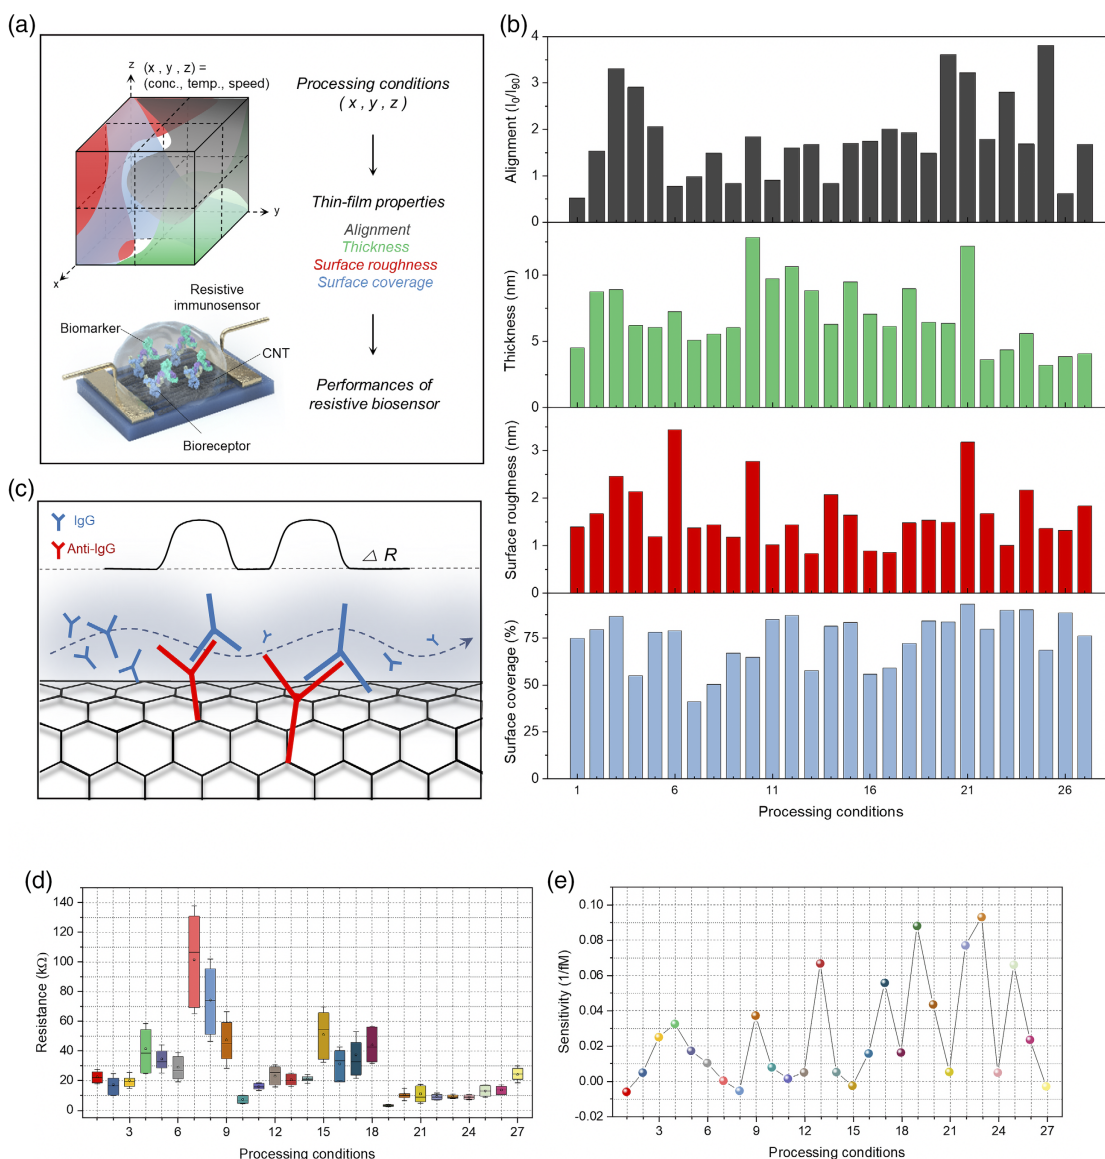 (a)
z
(x , y , z) =
(conc., temp., speed)
y
x
Processing conditions
( x , y , z )
Thin-film properties
Alignment
Thickness
Surface roughness
Surface coverage
Performances of
resistive biosensor
Resistive
immunosensor
Biomarker
CNT
Bioreceptor
(b)
Alignment (I0/I90)
4
3
2
1
0
Thickness (nm)
10
5
0
Surface roughness (nm)
3
2
1
0
Surface coverage (%)
75
50
25
0
1
6
11
16
21
26
Processing conditions
(c)
IgG
Anti-IgG
△ R
(d)
Resistance (kΩ)
140
120
100
80
60
40
20
0
3
6
9
12
15
18
21
24
27
Processing conditions
(e)
Sensitivity (1/fM)
0.10
0.08
0.06
0.04
0.02
0.00
-0.02
3
6
9
12
15
18
21
24
27
Processing conditions